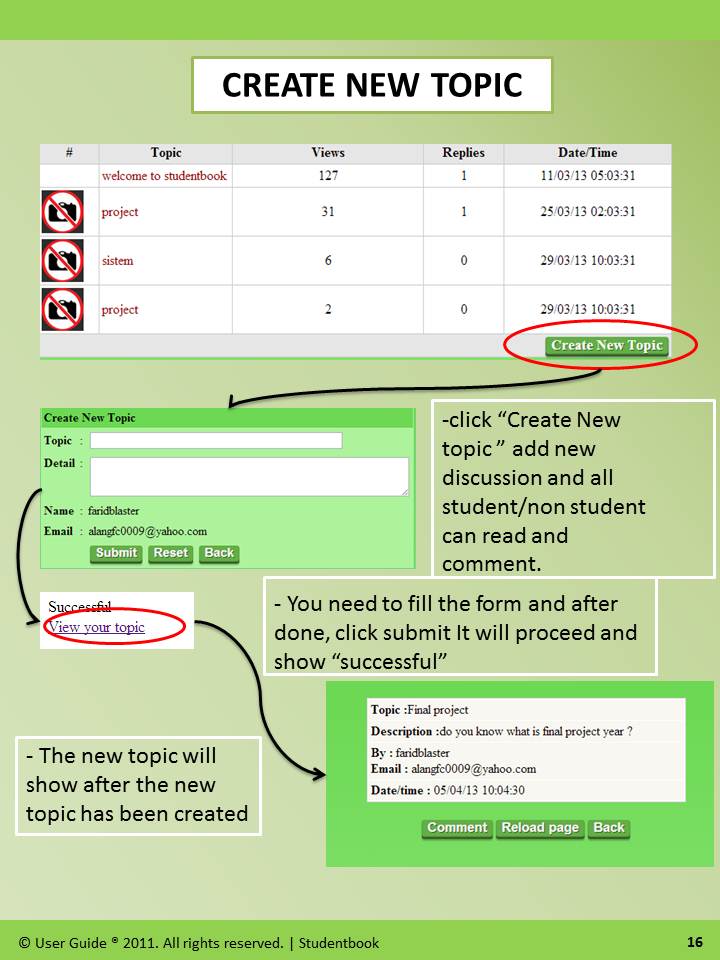 CREATE NEW TOPIC
# Topic Views Replies Date/Time
welcome to studentbook 127 1 11/03/13 05:03:31
project 31 1 25/03/13 02:03:31
sistem 6 0 29/03/13 10:03:31
project 2 0 29/03/13 10:03:31
Create New Topic
Create New Topic
Topic :
Detail :
Name : faridblaster
Email : alangfc0009@yahoo.com
Submit Reset Back
-click “Create New
topic ” add new
discussion and all
student/non student
can read and
comment.
Successful
View your topic
- You need to fill the form and after
done, click submit It will proceed and
show “successful”
Topic :Final project
Description :do you know what is final project year ?
By : faridblaster
Email : alangfc0009@yahoo.com
Date/time : 05/04/13 10:04:30
Comment Reload page Back
- The new topic will
show after the new
topic has been created
© User Guide ® 2011. All rights reserved. | Studentbook
16